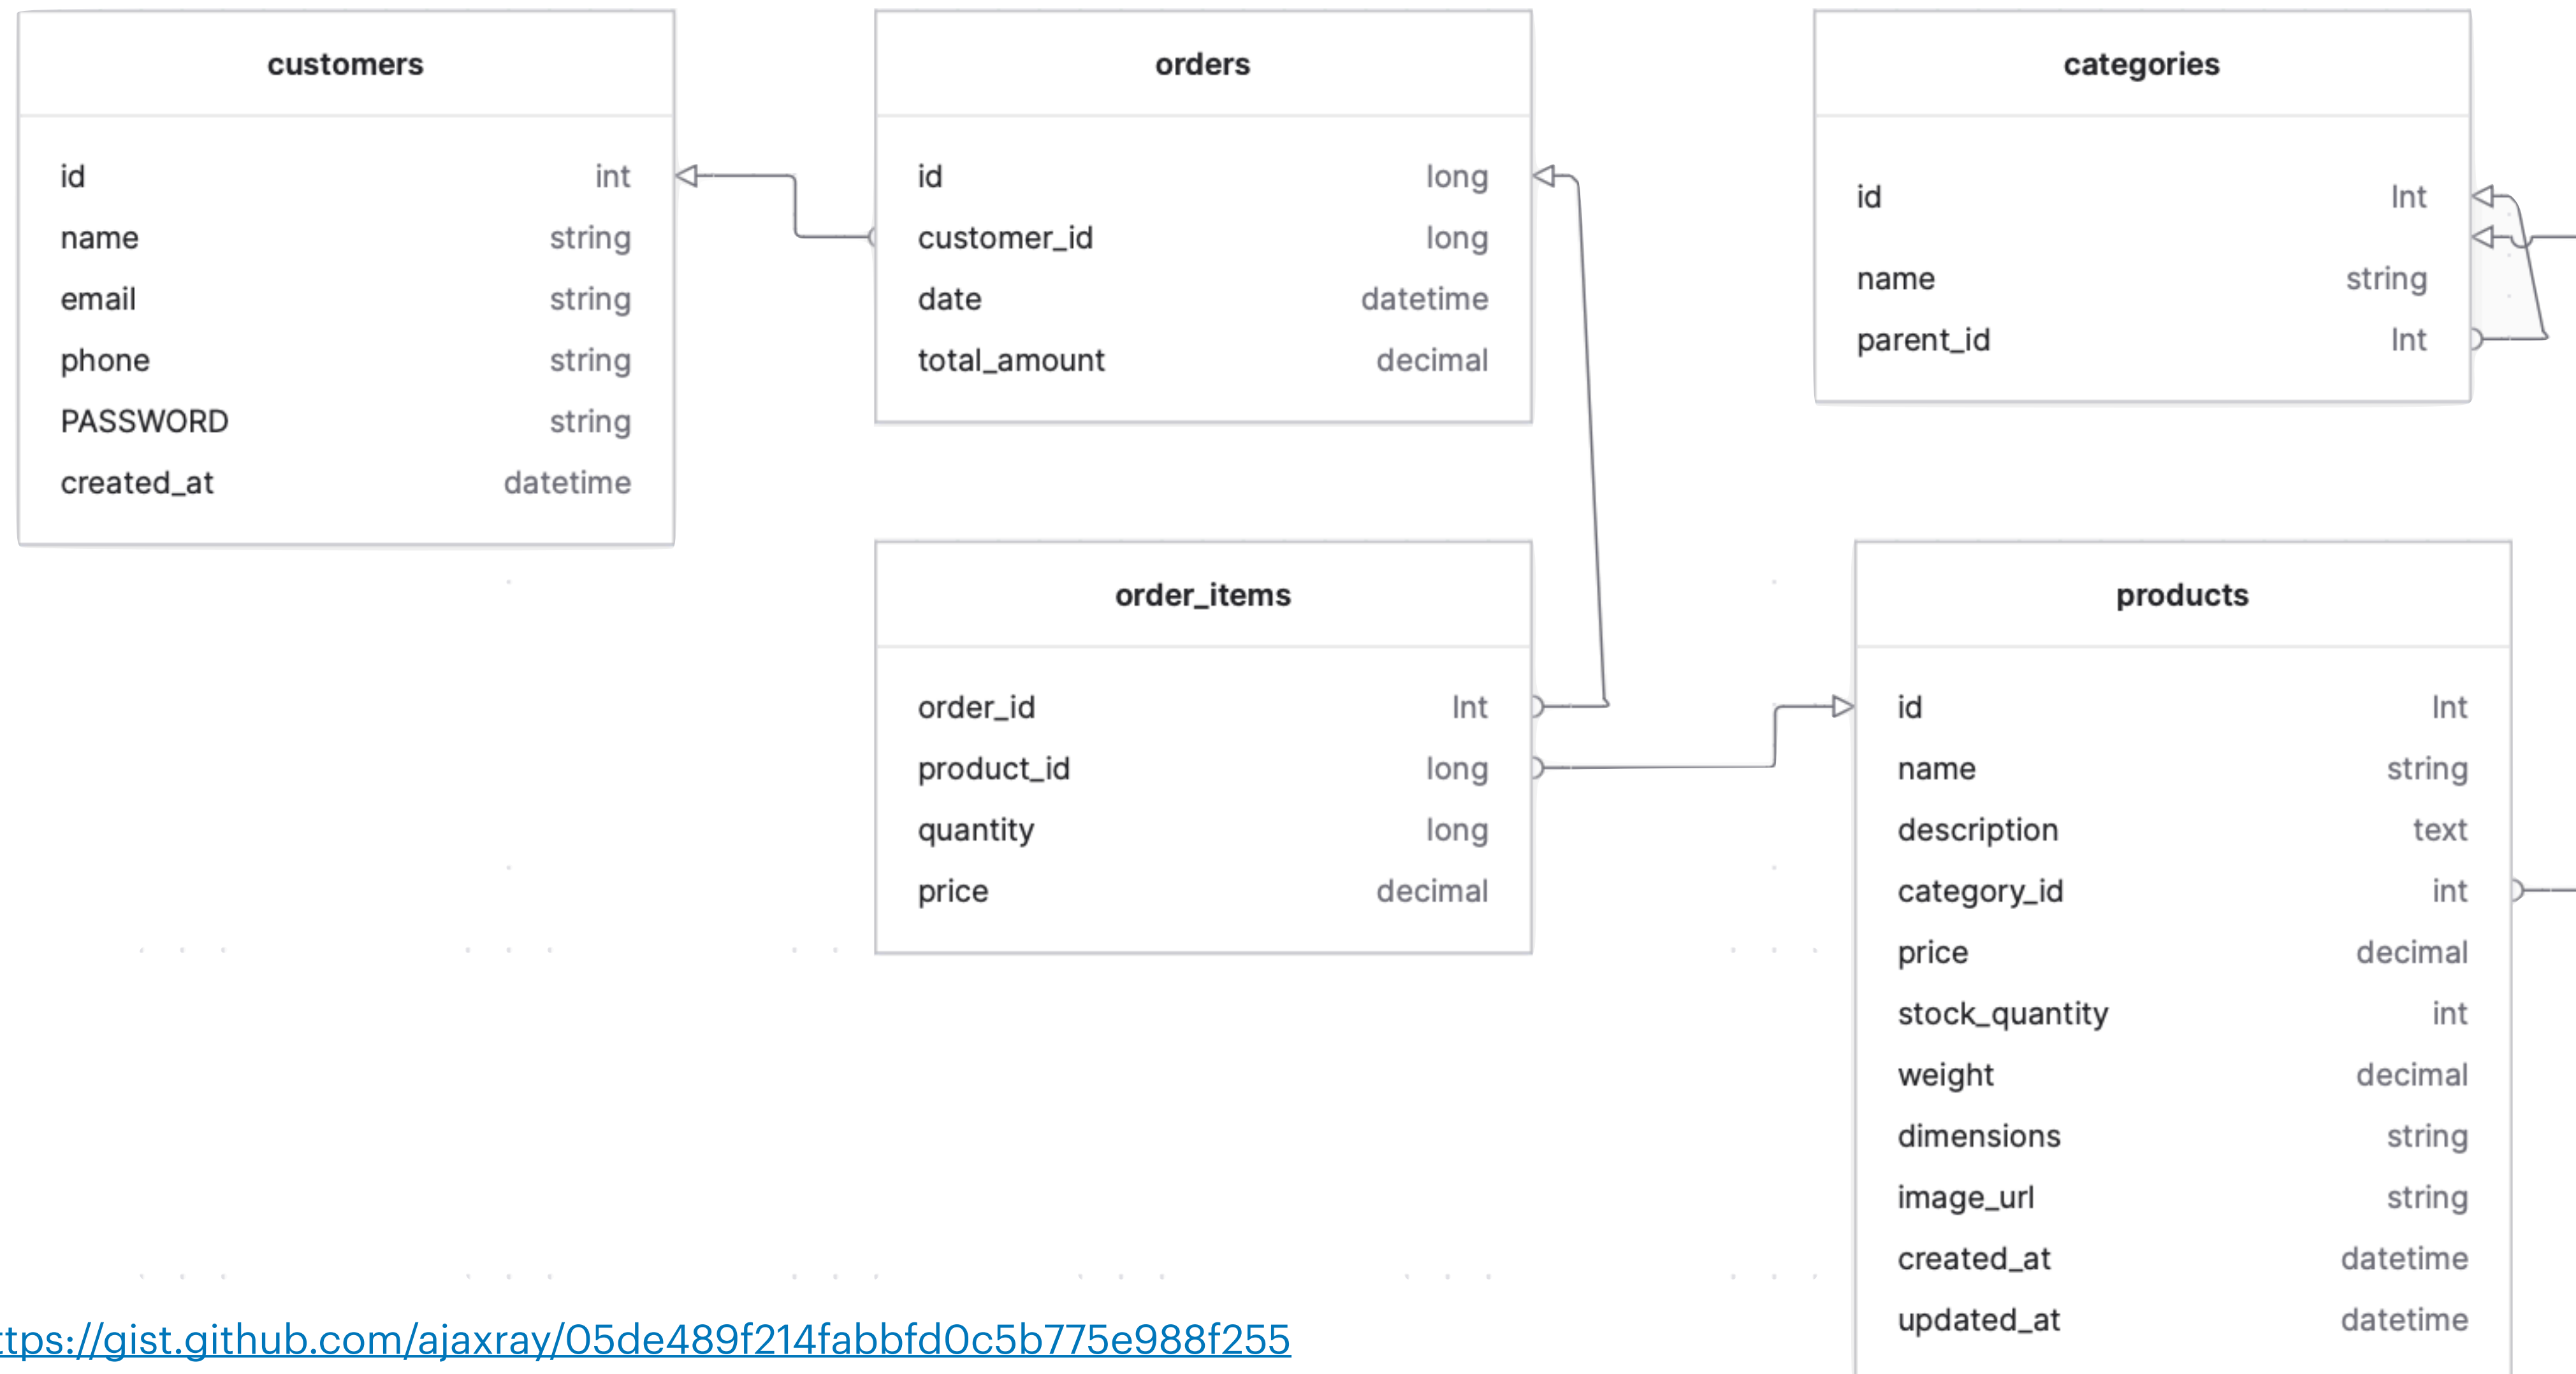 customers
id int
name string
email string
phone string
PASSWORD string
created_at datetime
orders
id long
customer_id long
date datetime
total_amount decimal
categories
id Int
name string
parent_id Int
order_items
order_id Int
product_id long
quantity long
price decimal
products
id Int
name string
description text
category_id int
price decimal
stock_quantity int
weight decimal
dimensions string
image_url string
created_at datetime
updated_at datetime
ttps://gist.github.com/ajaxray/05de489f214fabbfd0c5b775e988f255